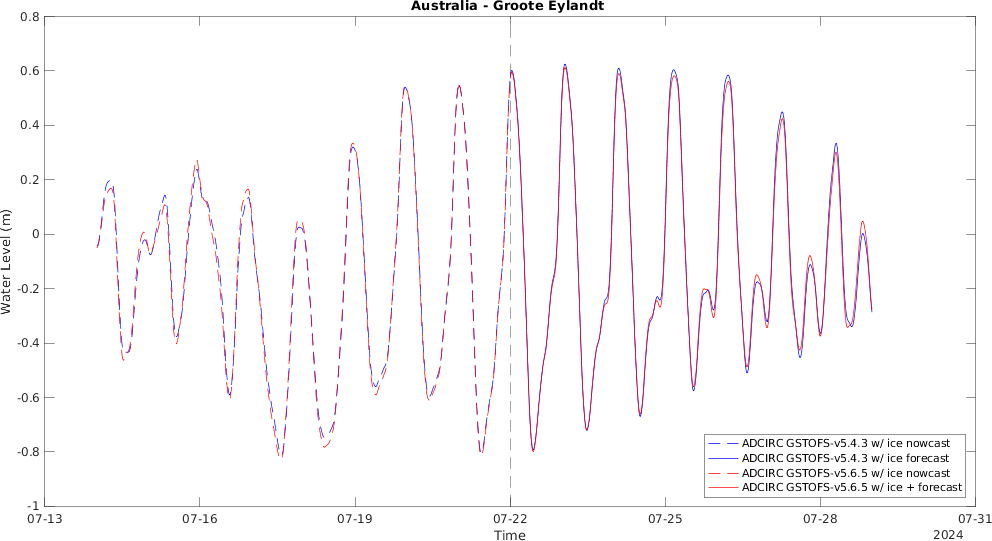 Australia - Groote Eylandt
0.8
0.6
0.4
0.2
0
-0.2
-0.4
-0.6
-0.8
-1
Water Level (m)
07-13
07-16
07-19
07-22
07-25
07-28
07-31
Time
2024
ADCIRC GSTOFS-v5.4.3 w/ ice nowcast
ADCIRC GSTOFS-v5.4.3 w/ ice forecast
ADCIRC GSTOFS-v5.6.5 w/ ice nowcast
ADCIRC GSTOFS-v5.6.5 w/ ice + forecast